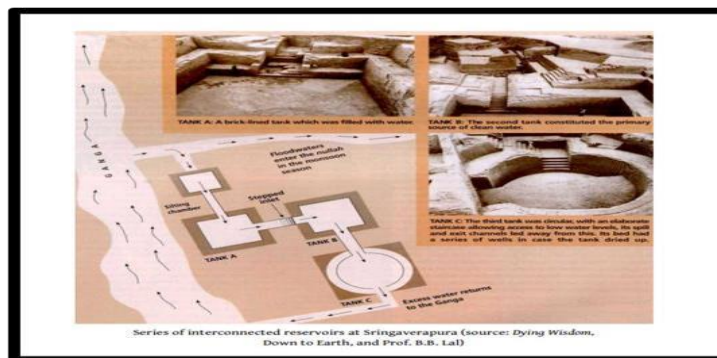 TANK A: A brick-lined tank which was filled with water.
TANK B: The second tank constituted the primary
source of clean water.
GANGA
Floodwaters
enter the nullah
in the monsoon
season
Silting
chamber
Stepped
inlet
TANK A
TANK B
TANK C: The third tank was circular, with an elaborate
staircase allowing access to low water levels, its spill
and exit channels led away from this. Its bed had
a series of wells in case the tank dried up.
TANK C
Excess water returns
to the Ganga
Series of interconnected reservoirs at Sringaverapura (source: Dying Wisdom,
Down to Earth, and Prof. B.B. Lal)